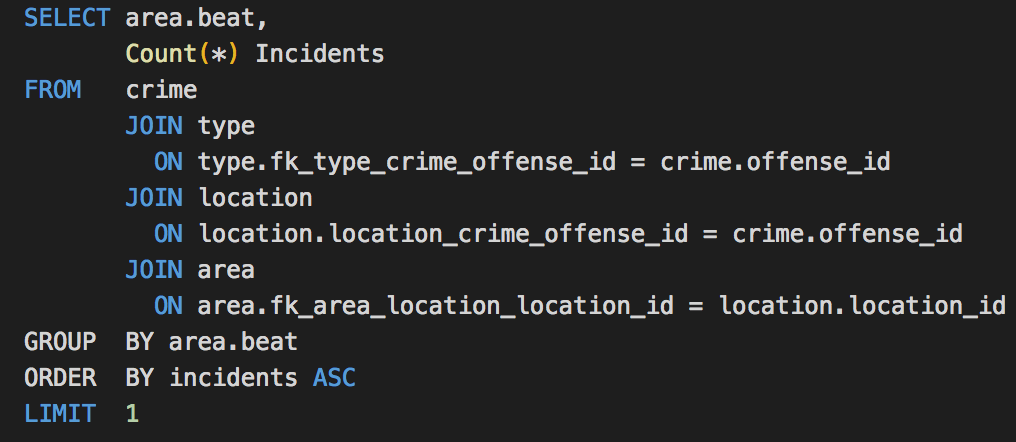 SELECT area.beat,
       Count(*) Incidents
FROM   crime
       JOIN type
         ON type.fk_type_crime_offense_id = crime.offense_id
       JOIN location
         ON location.location_crime_offense_id = crime.offense_id
       JOIN area
         ON area.fk_area_location_location_id = location.location_id
GROUP  BY area.beat
ORDER  BY incidents ASC
LIMIT  1